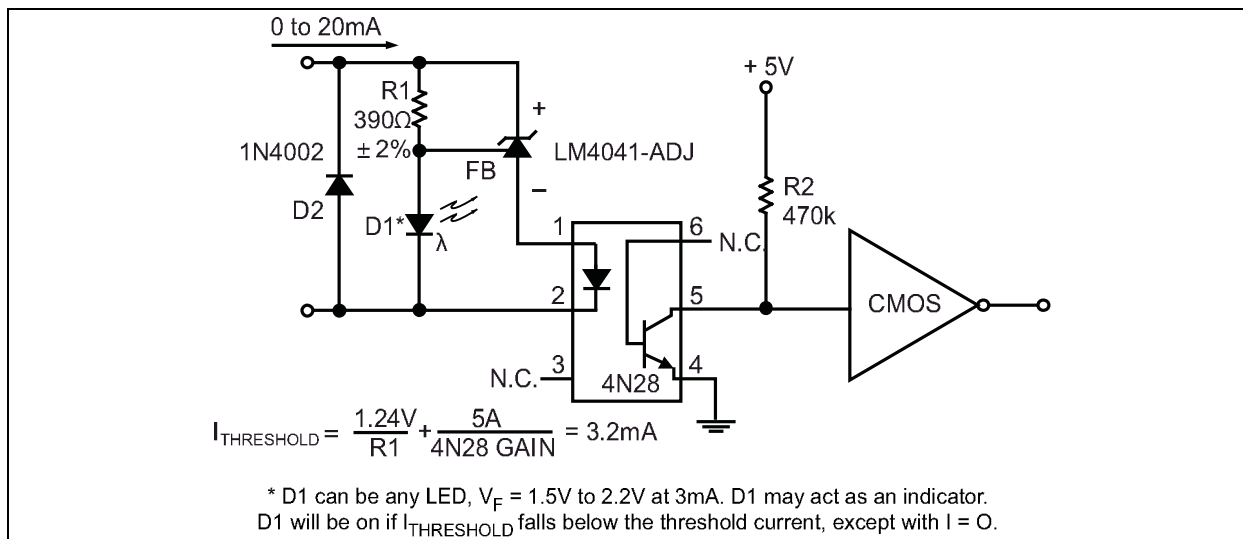 0 to 20mA
+ 5V
R1
390Ω
± 2%
+
1N4002
FB
LM4041-ADJ
–
D2
D1*
λ
R2
470k
1
6
N.C.
2
5
CMOS
3
N.C.
4N28
4
I_THRESHOLD = 1.24V/R1 + 5A/4N28 GAIN = 3.2mA
* D1 can be any LED, V_F = 1.5V to 2.2V at 3mA. D1 may act as an indicator.
D1 will be on if I_THRESHOLD falls below the threshold current, except with I = O.